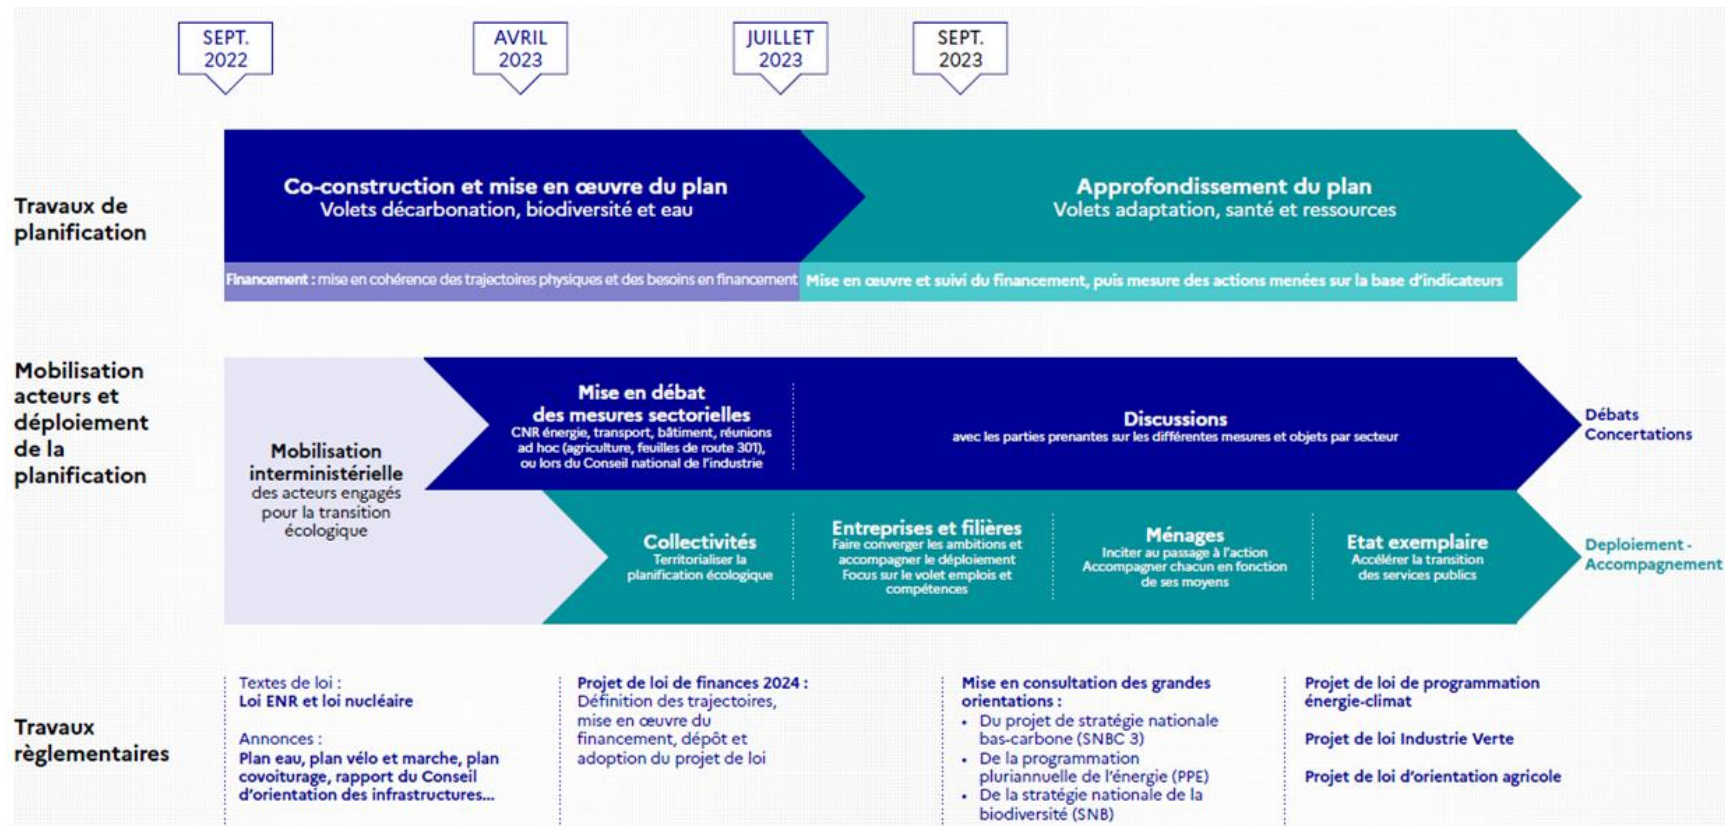 SEPT.
2022
AVRIL
2023
JUILLET
2023
SEPT.
2023
Travaux de
planification
Co-construction et mise en œuvre du plan
Volets décarbonation, biodiversité et eau
Approfondissement du plan
Volets adaptation, santé et ressources
Financement : mise en cohérence des trajectoires physiques et des besoins en financement
Mise en œuvre et suivi du financement, puis mesure des actions menées sur la base d'indicateurs
Mobilisation
acteurs et
déploiement
de la
planification
Mobilisation
interministérielle
des acteurs engagés
pour la transition
écologique
Mise en débat
des mesures sectorielles
CNR énergie, transport, bâtiment, réunions
ad hoc (agriculture, feuilles de route 301),
ou lors du Conseil national de l'industrie
Discussions
avec les parties prenantes sur les différentes mesures et objets par secteur
Débats
Concertations
Collectivités
Territorialiser la
planification écologique
Entreprises et filières
Faire converger les ambitions et
accompagner le déploiement
Focus sur le volet emplois et
compétences
Ménages
Inciter au passage à l'action
Accompagner chacun en fonction
de ses moyens
Etat exemplaire
Accélérer la transition
des services publics
Deploiement -
Accompagnement
Travaux
règlementaires
Textes de loi :
Loi ENR et loi nucléaire
Annonces :
Plan eau, plan vélo et marche, plan
covoiturage, rapport du Conseil
d'orientation des infrastructures...
Projet de loi de finances 2024 :
Définition des trajectoires,
mise en œuvre du
financement, dépôt et
adoption du projet de loi
Mise en consultation des grandes
orientations :
• Du projet de stratégie nationale
bas-carbone (SNBC 3)
• De la programmation
pluriannuelle de l'énergie (PPE)
• De la stratégie nationale de la
biodiversité (SNB)
Projet de loi de programmation
énergie-climat
Projet de loi Industrie Verte
Projet de loi d'orientation agricole